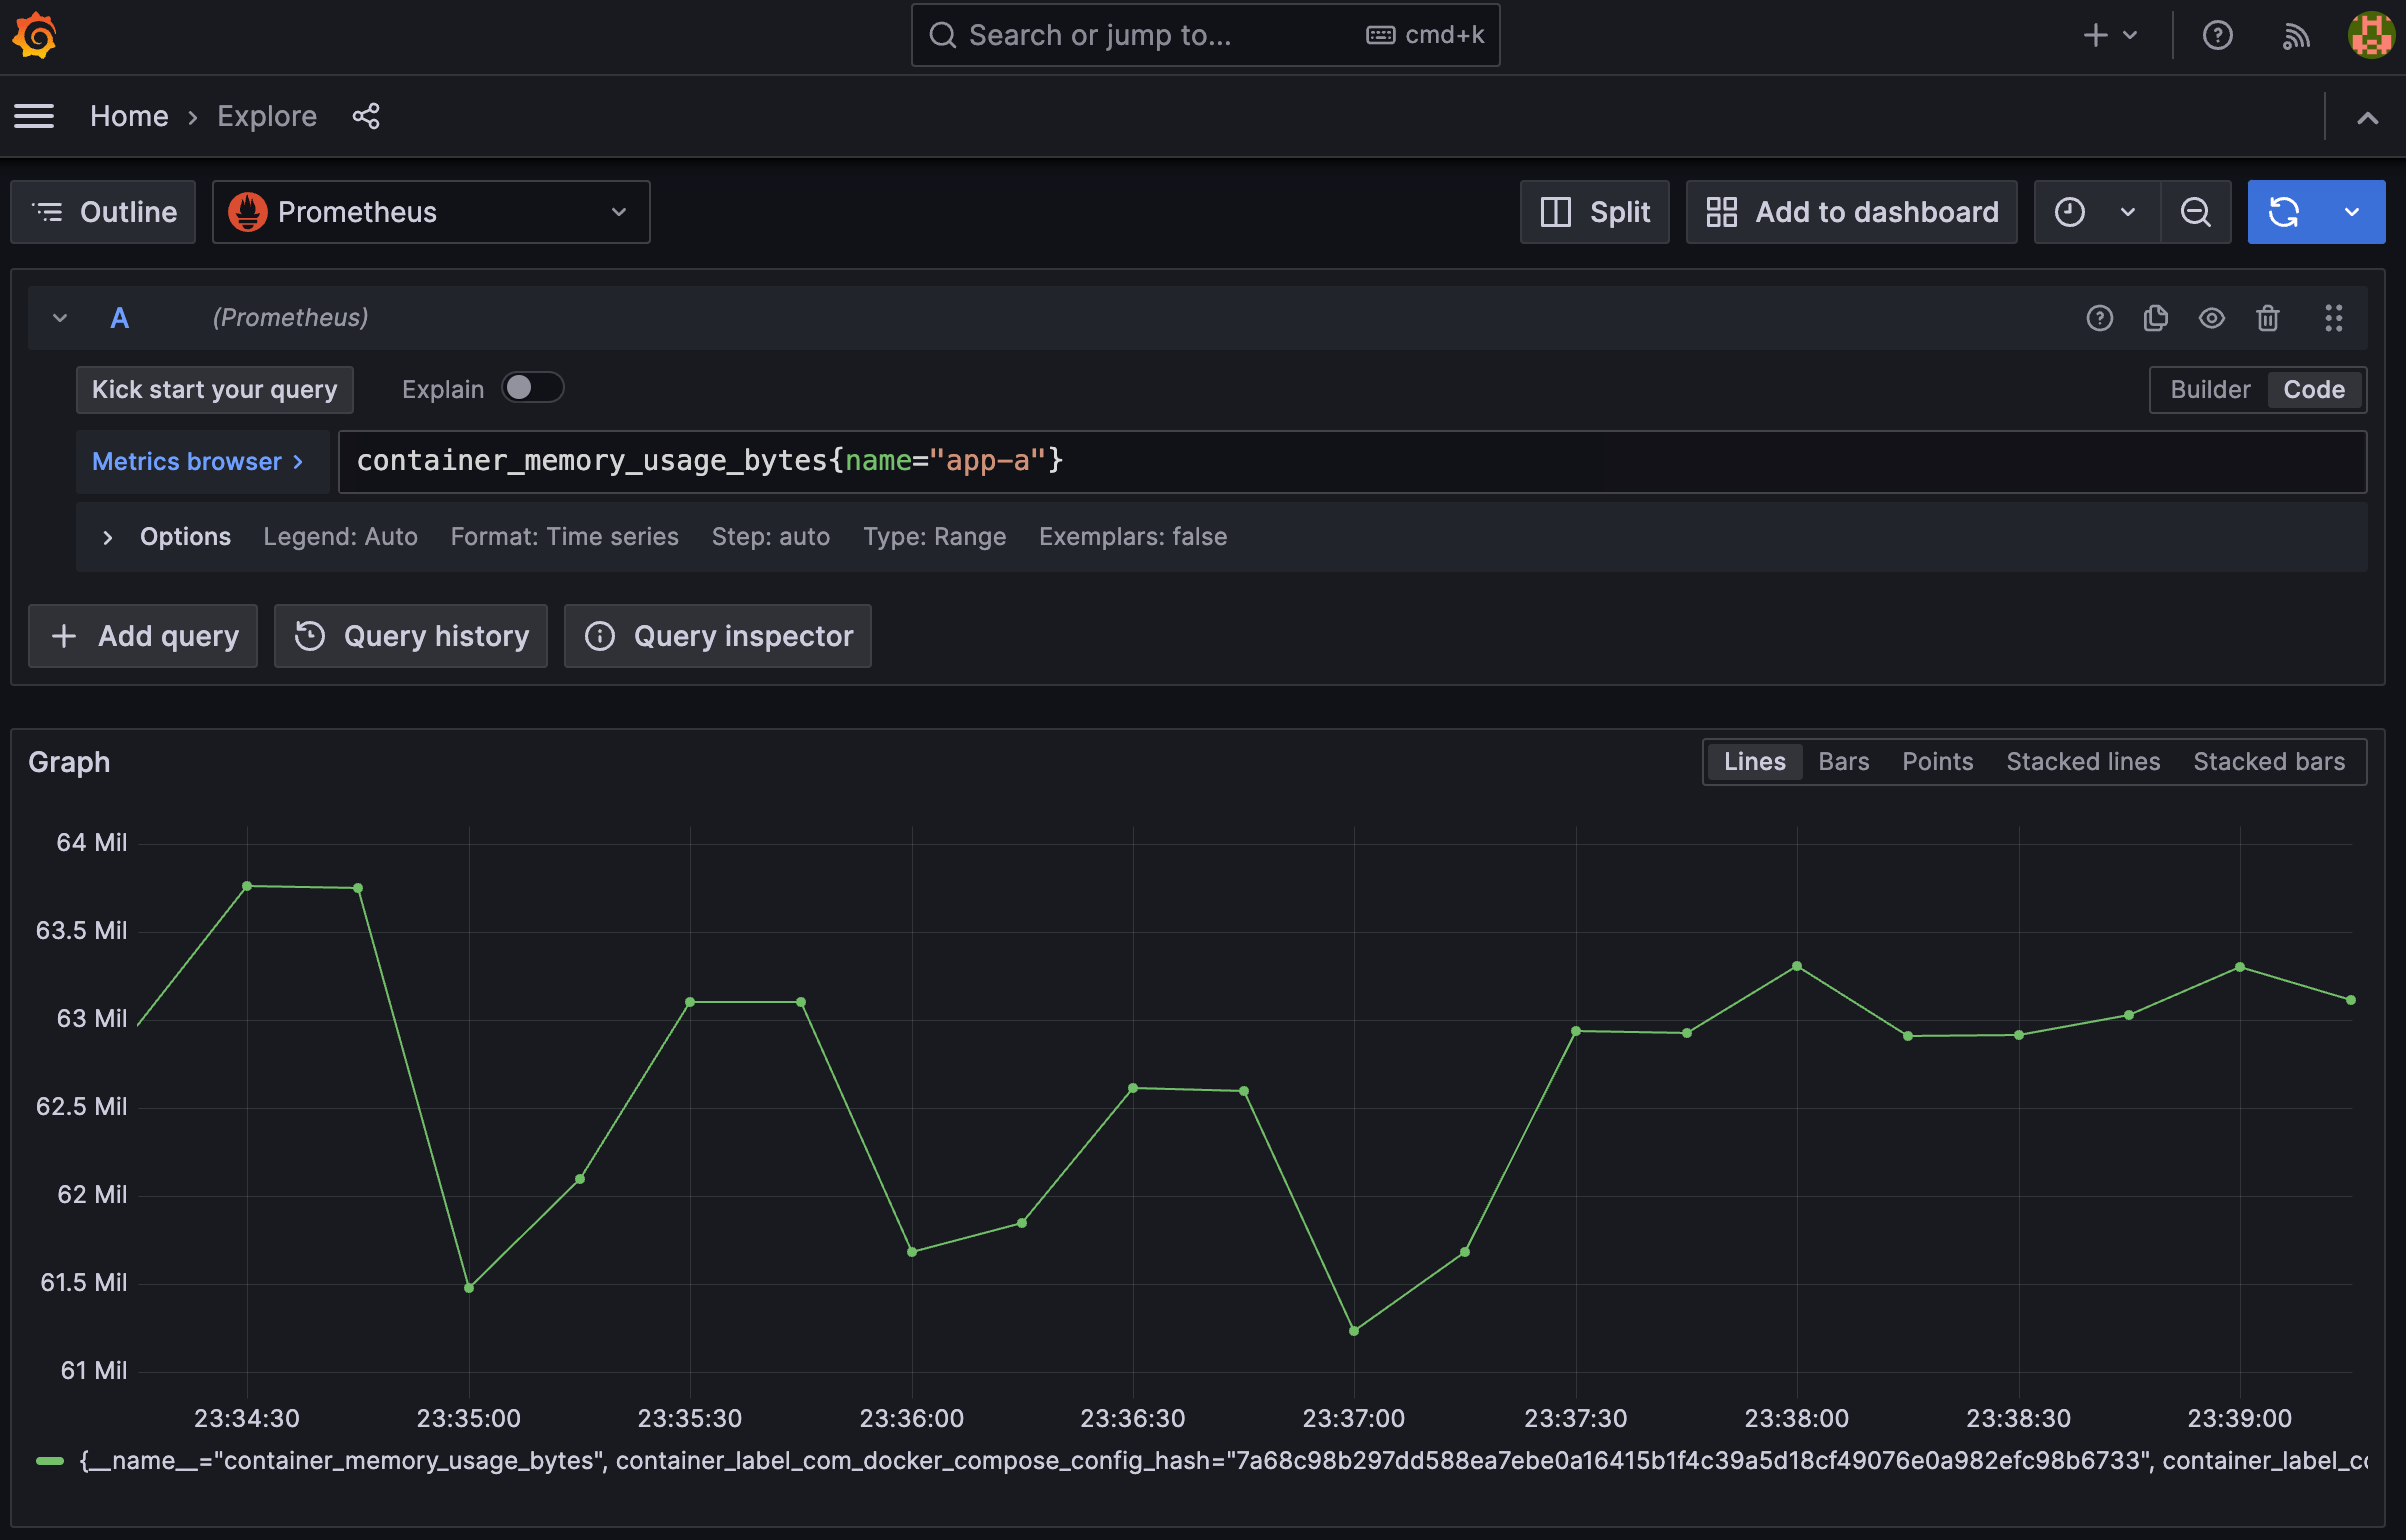 Search or jump to... cmd+k
Home › Explore
Outline Prometheus Split Add to dashboard
A (Prometheus)
Kick start your query Explain Builder Code
Metrics browser > container_memory_usage_bytes{name="app-a"}
Options Legend: Auto Format: Time series Step: auto Type: Range Exemplars: false
+ Add query Query history Query inspector
Graph Lines Bars Points Stacked lines Stacked bars
64 Mil
63.5 Mil
63 Mil
62.5 Mil
62 Mil
61.5 Mil
61 Mil
23:34:30 23:35:00 23:35:30 23:36:00 23:36:30 23:37:00 23:37:30 23:38:00 23:38:30 23:39:00
{__name__="container_memory_usage_bytes", container_label_com_docker_compose_config_hash="7a68c98b297dd588ea7ebe0a16415b1f4c39a5d18cf49076e0a982efc98b6733", container_label_c